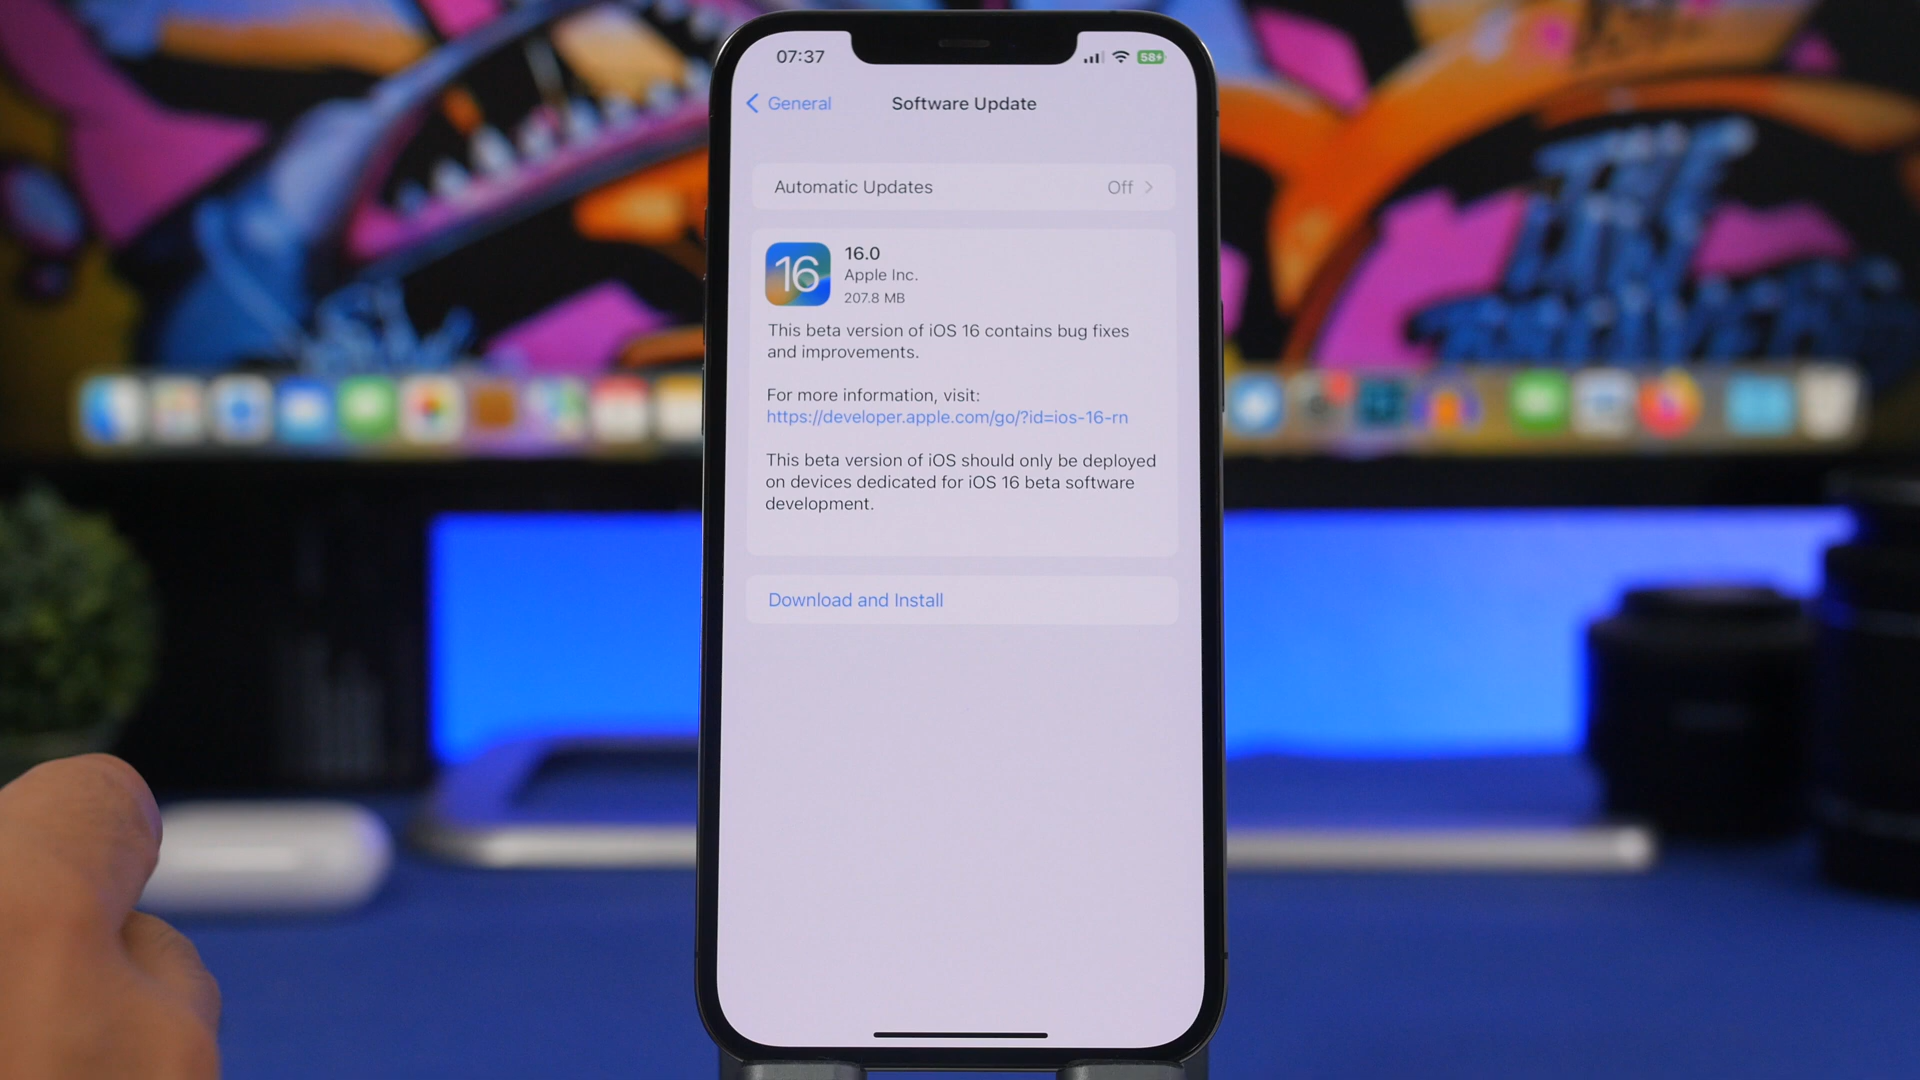 07:37
58
General
Software Update
Automatic Updates
Off
16
16.0
Apple Inc.
207.8 MB
This beta version of iOS 16 contains bug fixes
and improvements.
For more information, visit:
https://developer.apple.com/go/?id=ios-16-rn
This beta version of iOS should only be deployed
on devices dedicated for iOS 16 beta software
development.
Download and Install